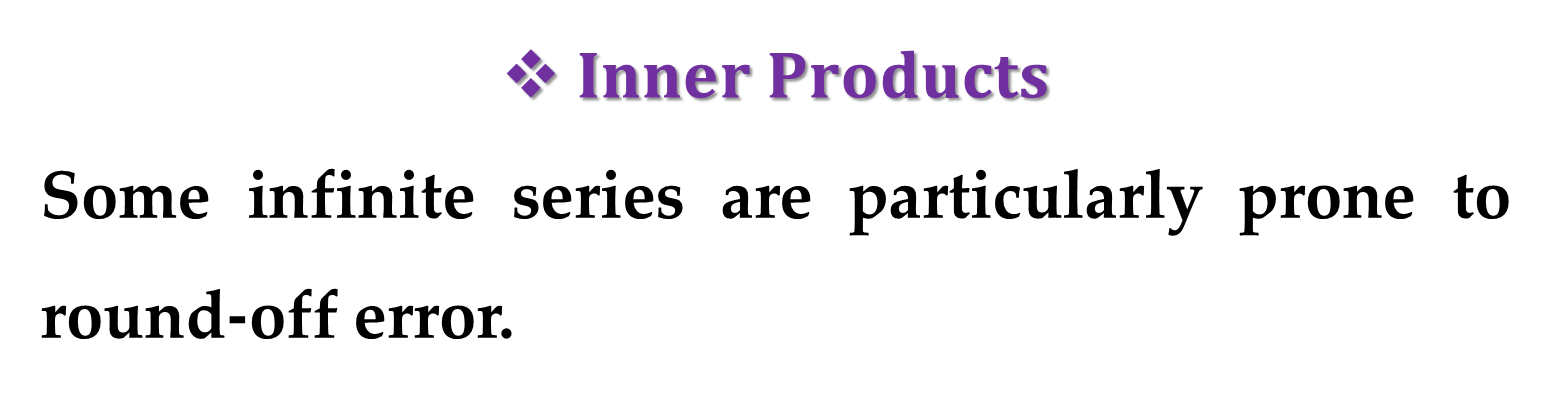 ❖ Inner Products
Some infinite series are particularly prone to
round-off error.